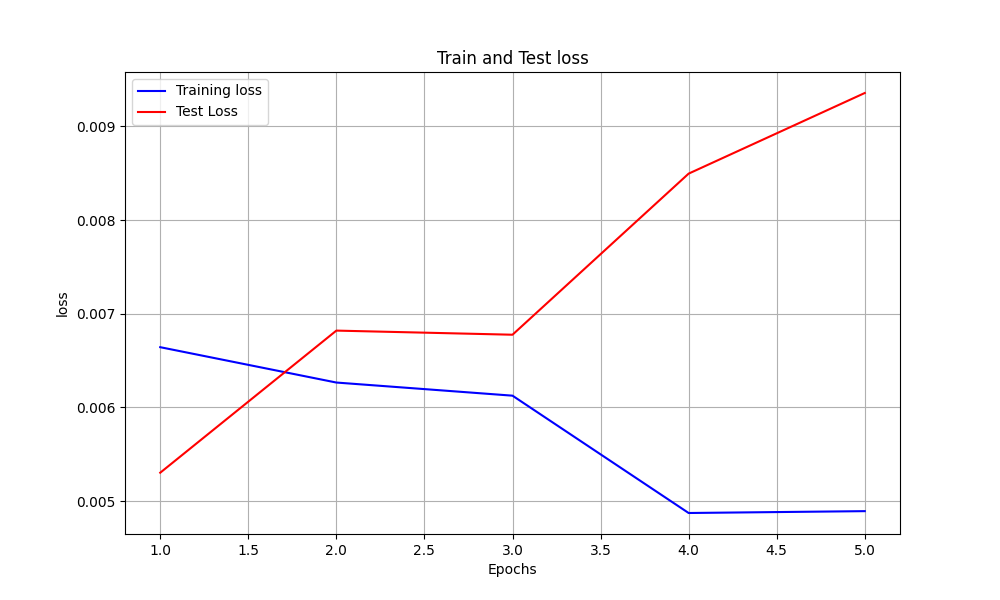 Train and Test loss
Training loss
Test Loss
0.009
0.008
0.007
0.006
0.005
loss
1.0 1.5 2.0 2.5 3.0 3.5 4.0 4.5 5.0
Epochs